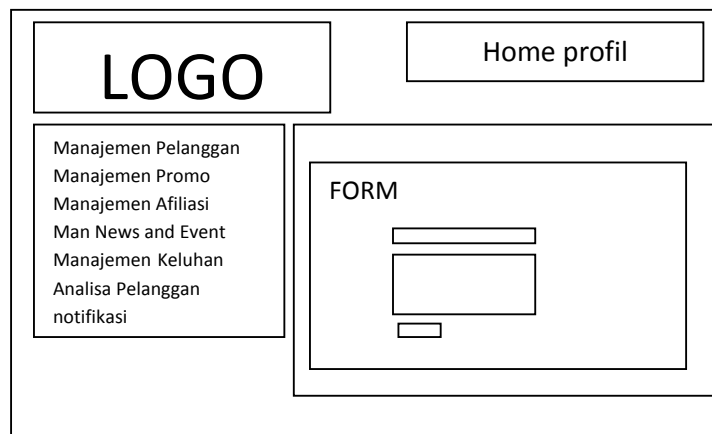 LOGO
Home profil
Manajemen Pelanggan
Manajemen Promo
Manajemen Afiliasi
Man News and Event
Manajemen Keluhan
Analisa Pelanggan
notifikasi
FORM